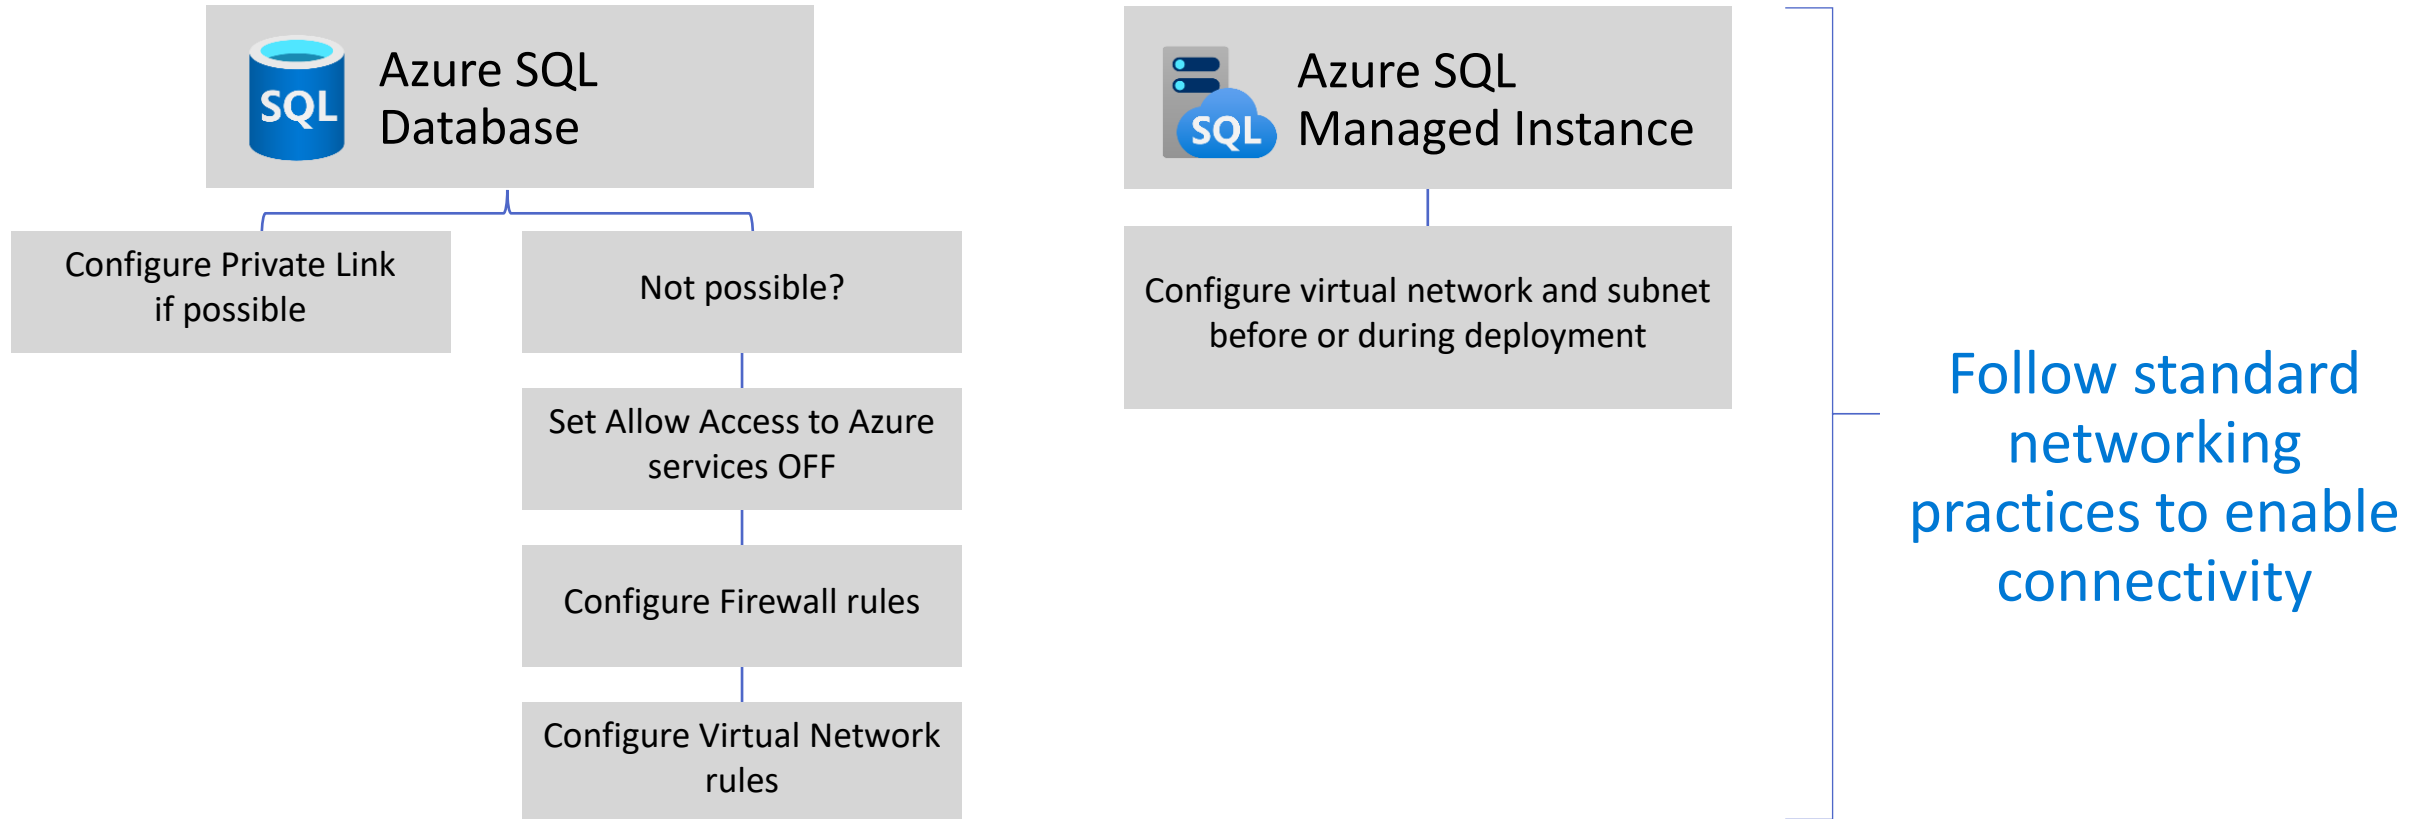 SQL
Azure SQL
Database
Configure Private Link
if possible
Not possible?
Set Allow Access to Azure
services OFF
Configure Firewall rules
Configure Virtual Network
rules
SQL
Azure SQL
Managed Instance
Configure virtual network and subnet
before or during deployment
Follow standard
networking
practices to enable
connectivity